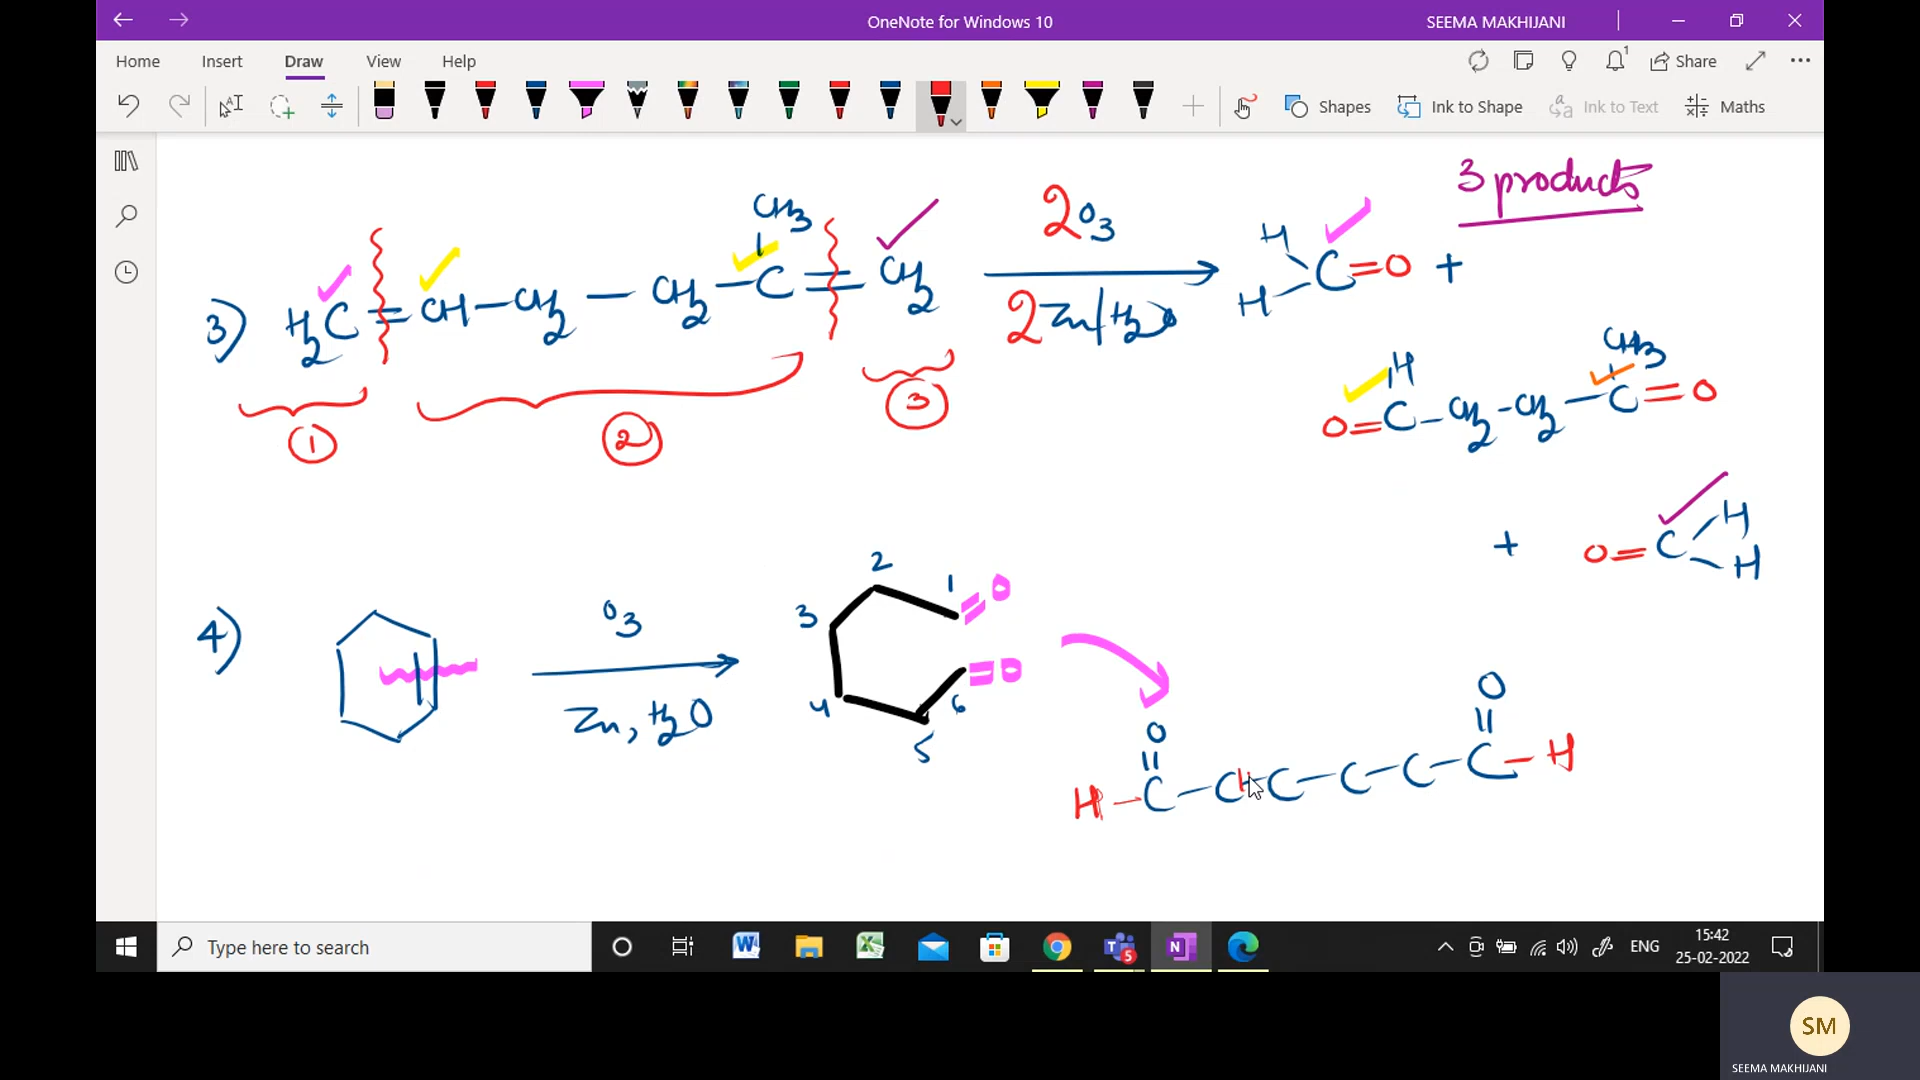 OneNote for Windows 10
SEEMA MAKHIJANI
Home Insert Draw View Help
Share
Shapes Ink to Shape Ink to Text Maths
3 products
CH3
2O3
H
3) H2C = CH - CH2 - CH2 - C = CH2
C=O +
2Zn/H2O
H
1 2 3
H CH3
O=C-CH2-CH2-C=O
+ O=C H
H
4) O3
Zn, H2O
2 1 =O
3
4 6 =O
5
O O
H-C-CH-C-C-C-C-H
Type here to search
5
ENG
15:42
25-02-2022
SM
SEEMA MAKHIJANI